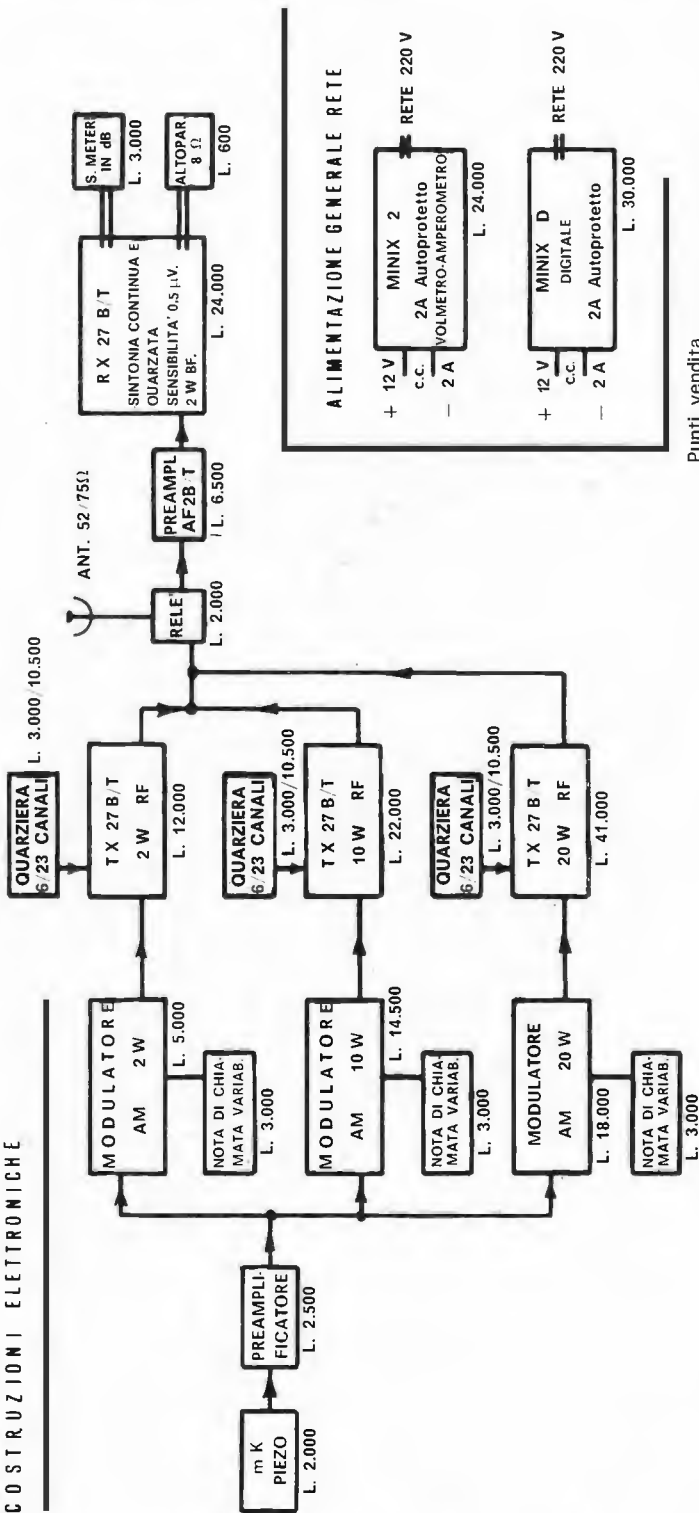 COSTRUZIONI ELETTRONICHE
m K
PIEZO
L. 2.000
PREAMPLI-
FICATORE
L. 2.500
MODULATORE
AM 2 W
L. 5.000
NOTA DI CHIA-
MATA VARIAB.
L. 3.000
MODULATORE
AM 10 W
L. 14.500
NOTA DI CHIA-
MATA VARIAB.
L. 3.000
MODULATORE
AM 20 W
L. 18.000
NOTA DI CHIA-
MATA VARIAB.
L. 3.000
QUARZIERA
6/23 CANALI
L. 3.000/10.500
TX 27 B/T
2 W RF
L. 12.000
QUARZIERA
6/23 CANALI
L. 3.000/10.500
TX 27 B/T
10 W RF
L. 22.000
QUARZIERA
6/23 CANALI
L. 3.000/10.500
TX 27 B/T
20 W RF
L. 41.000
ANT. 52/75Ω
RELE'
L. 2.000
PREAMPL
AF2B/T
L. 6.500
RX 27 B/T
SINTONIA CONTINUA E
QUARZATA
SENSIBILITA' 0,5 µV.
2 W BF.
L. 24.000
S. METER
IN dB
L. 3.000
ALTOPAR.
8 Ω
L. 600
ALIMENTAZIONE GENERALE RETE
+ 12 V
c.c.
− 2 A
MINIX 2
2A Autoprotetto
VOLMETRO-AMPEROMETRO
L. 24.000
RETE 220 V
+ 12 V
c.c.
− 2 A
MINIX D
DIGITALE
2A Autoprotetto
L. 30.000
RETE 220 V
Punti vendita